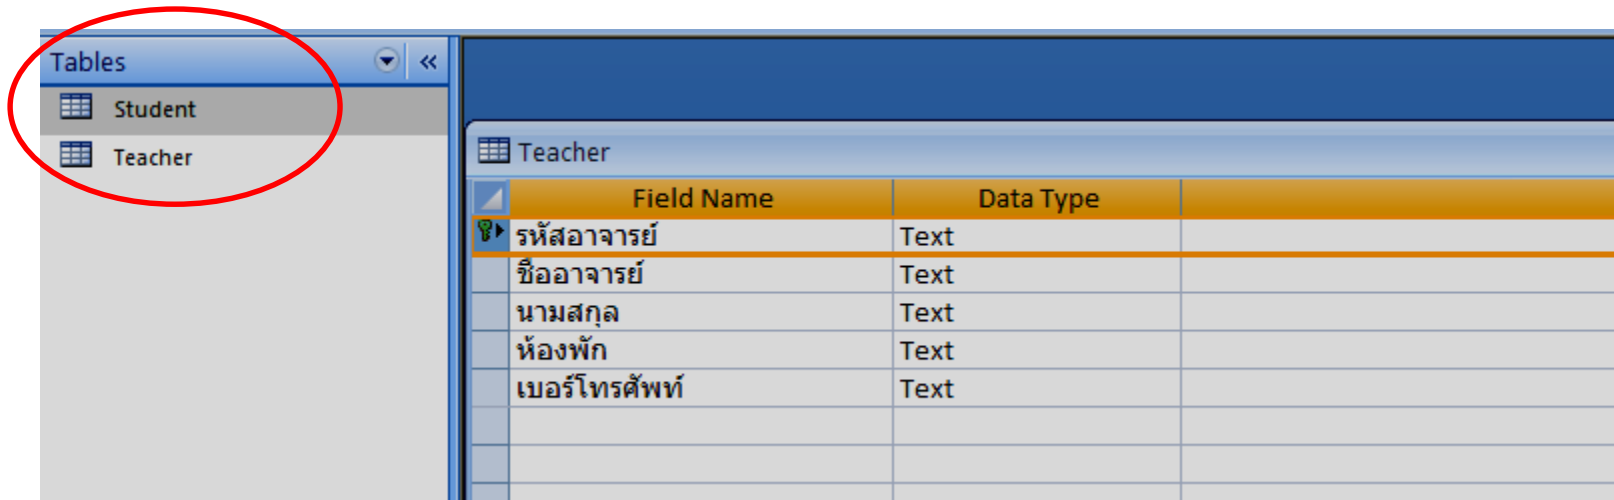 Tables
Student
Teacher
Teacher
Field Name Data Type
รหัสอาจารย์ Text
ชื่ออาจารย์ Text
นามสกุล Text
ห้องพัก Text
เบอร์โทรศัพท์ Text